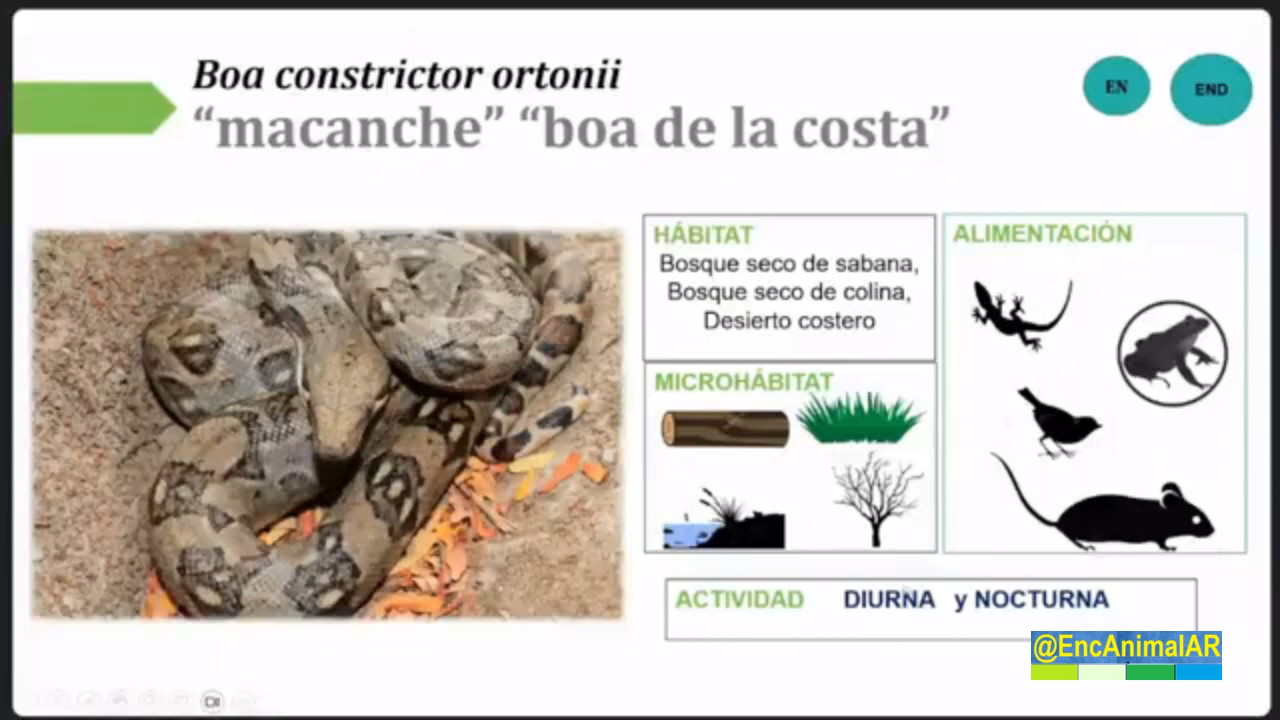 Boa constrictor ortonii
“macanche” “boa de la costa”
EN
END
HÁBITAT
Bosque seco de sabana,
Bosque seco de colina,
Desierto costero
MICROHÁBITAT
ALIMENTACIÓN
ACTIVIDAD DIURNA y NOCTURNA
@EncAnimalAR